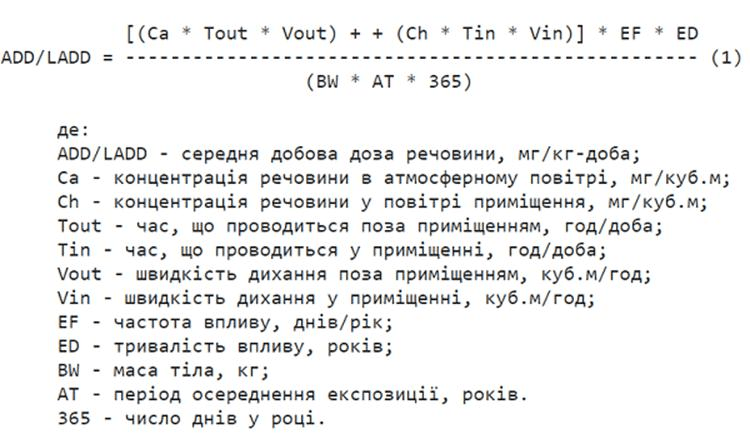 [(Ca * Tout * Vout) + + (Ch * Tin * Vin)] * EF * ED
ADD/LADD = --------------------------------------------------- (1)
(BW * AT * 365)
де:
ADD/LADD - середня добова доза речовини, мг/кг-доба;
Ca - концентрація речовини в атмосферному повітрі, мг/куб.м;
Ch - концентрація речовини у повітрі приміщення, мг/куб.м;
Tout - час, що проводиться поза приміщенням, год/доба;
Tin - час, що проводиться у приміщенні, год/доба;
Vout - швидкість дихання поза приміщенням, куб.м/год;
Vin - швидкість дихання у приміщенні, куб.м/год;
EF - частота впливу, днів/рік;
ED - тривалість впливу, років;
BW - маса тіла, кг;
AT - період осереднення експозиції, років.
365 - число днів у році.